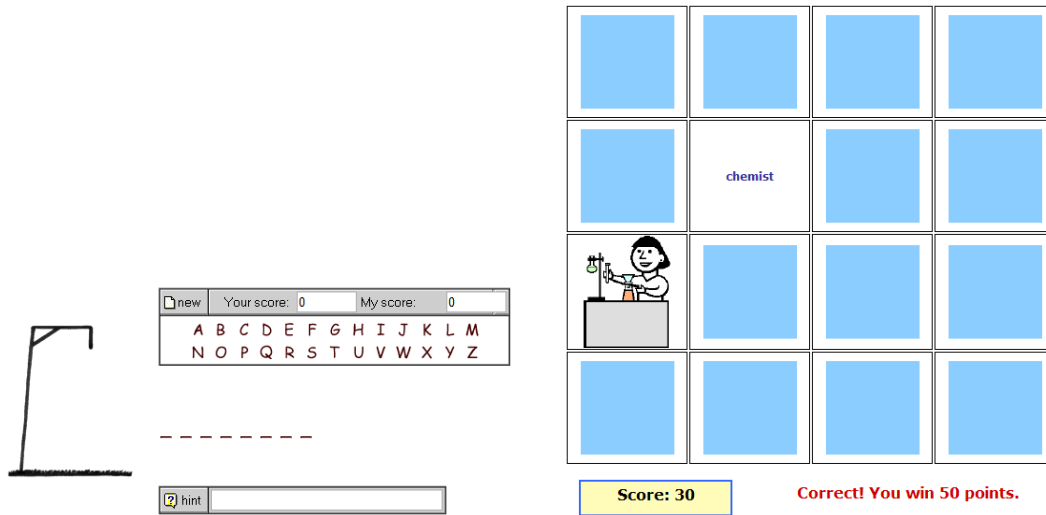 new Your score: 0 My score: 0
A B C D E F G H I J K L M
N O P Q R S T U V W X Y Z
_ _ _ _ _ _ _ _
? hint
chemist
Score: 30
Correct! You win 50 points.